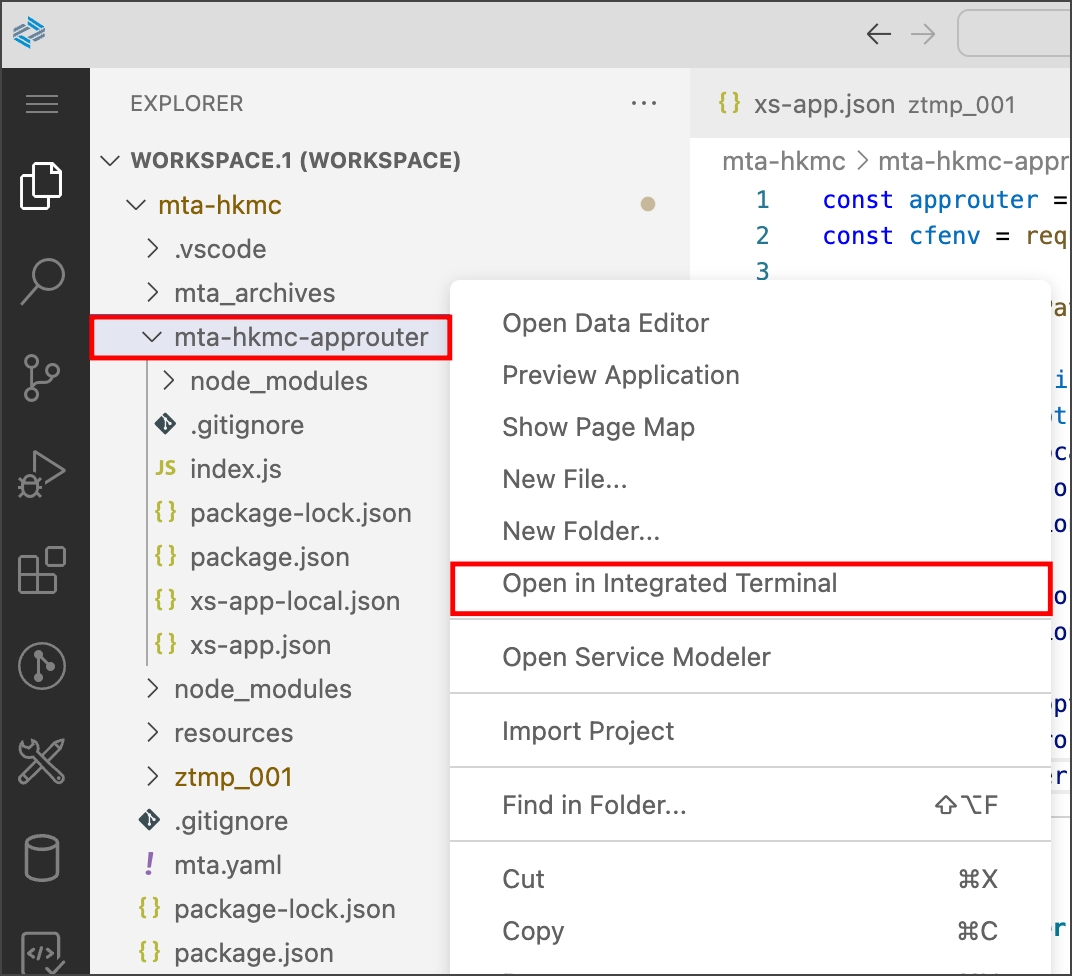 EXPLORER
WORKSPACE.1 (WORKSPACE)
mta-hkmc
.vscode
mta_archives
mta-hkmc-approuter
node_modules
.gitignore
JS index.js
{} package-lock.json
{} package.json
{} xs-app-local.json
{} xs-app.json
node_modules
resources
ztmp_001
.gitignore
! mta.yaml
{} package-lock.json
{} package.json
{} xs-app.json ztmp_001
mta-hkmc > mta-hkmc-appr
1 const approuter =
2 const cfenv = req
3
Open Data Editor
Preview Application
Show Page Map
New File...
New Folder...
Open in Integrated Terminal
Open Service Modeler
Import Project
Find in Folder... ⇧⌥F
Cut ⌘X
Copy ⌘C